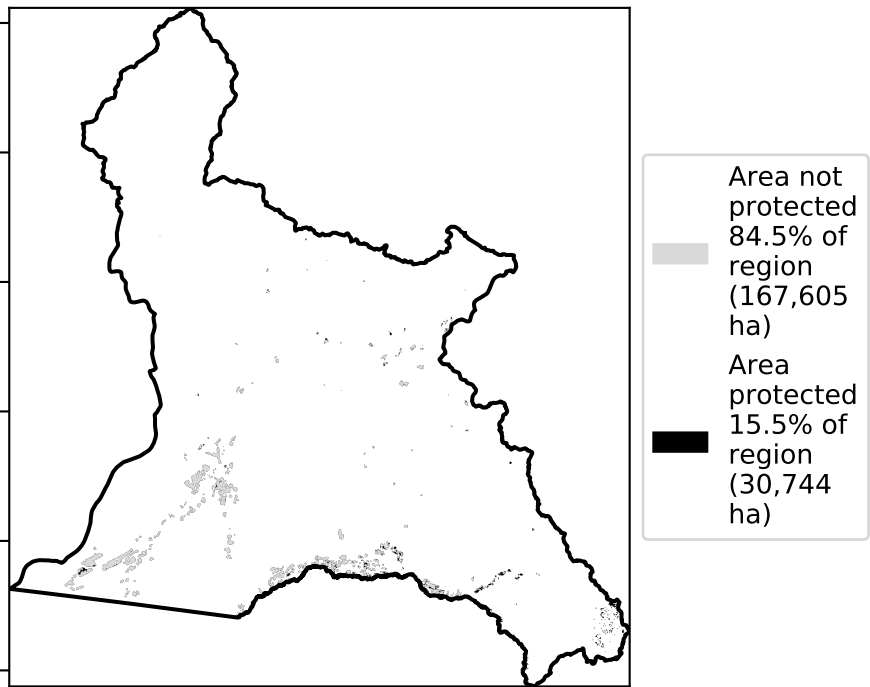 Area not
protected
84.5% of
region
(167,605
ha)
Area
protected
15.5% of
region
(30,744
ha)